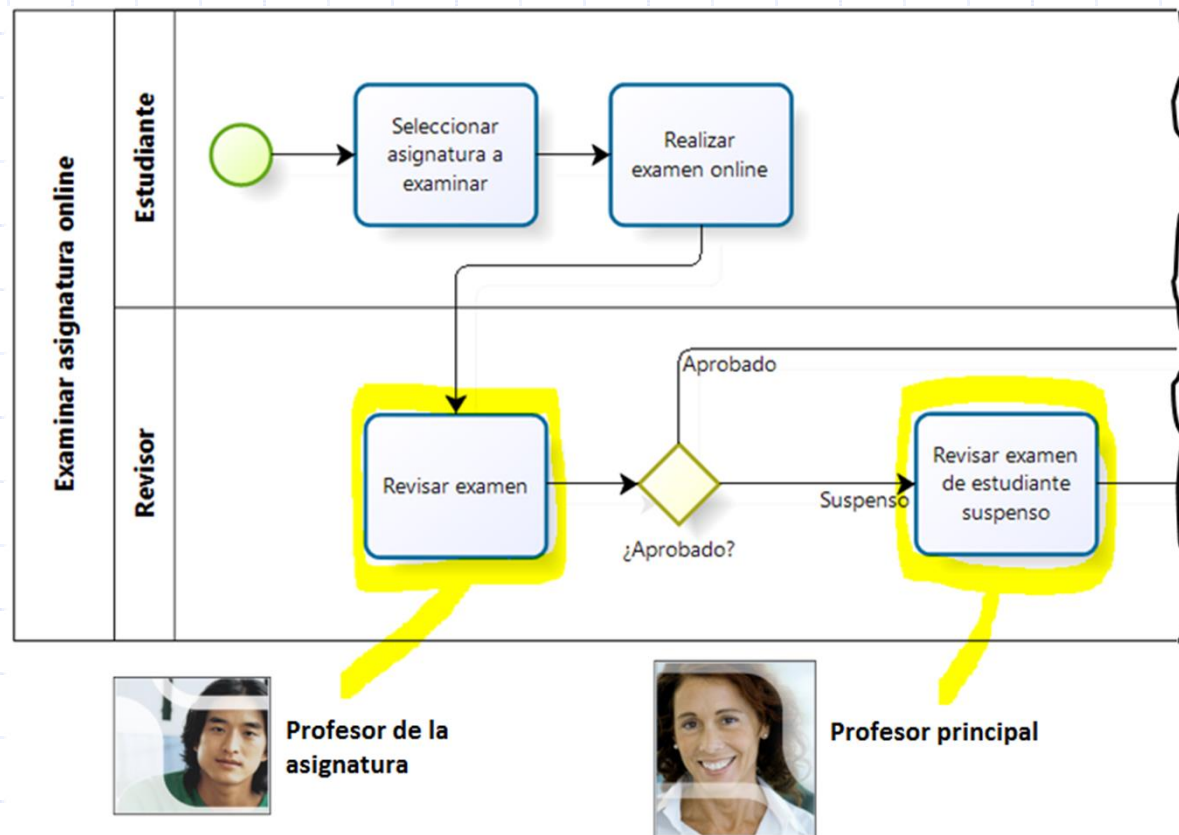 Examinar asignatura online
Estudiante
Seleccionar
asignatura a
examinar
Realizar
examen online
Revisor
Revisar examen
Aprobado
¿Aprobado?
Suspenso
Revisar examen
de estudiante
suspenso
Profesor de la
asignatura
Profesor principal